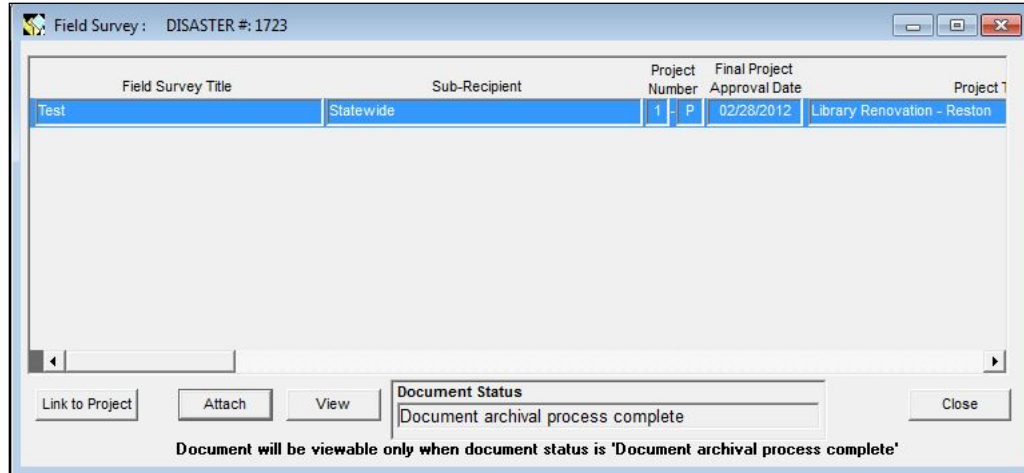 Field Survey : DISASTER #: 1723
Field Survey Title Sub-Recipient Project Number Final Project Approval Date Project T
Test Statewide 1 - P 02/28/2012 Library Renovation - Reston
Link to Project Attach View Document Status Close
Document archival process complete
Document will be viewable only when document status is 'Document archival process complete'